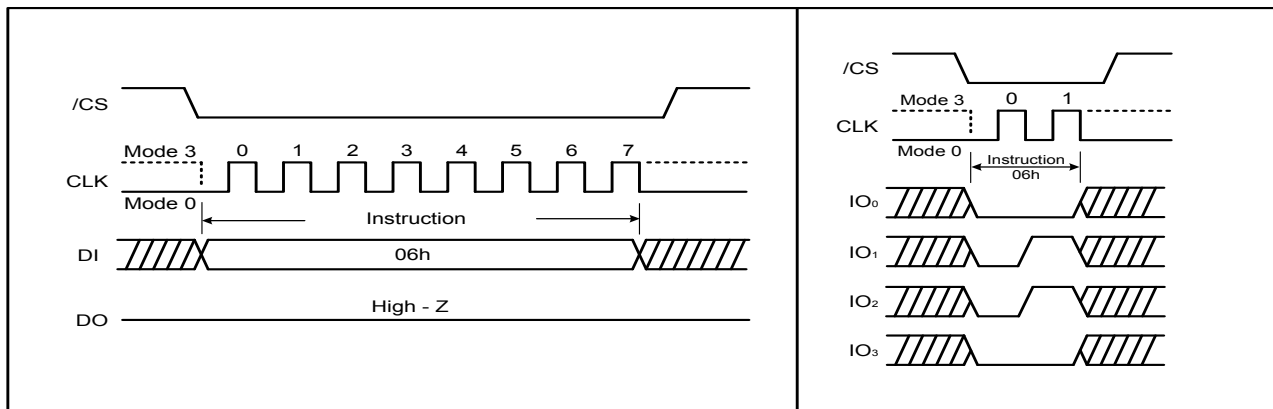 /CS
Mode 3
0 1 2 3 4 5 6 7
CLK
Mode 0
Instruction
DI
06h
High - Z
DO
/CS
Mode 3
0 1
CLK
Mode 0
Instruction
06h
IO₀
IO₁
IO₂
IO₃